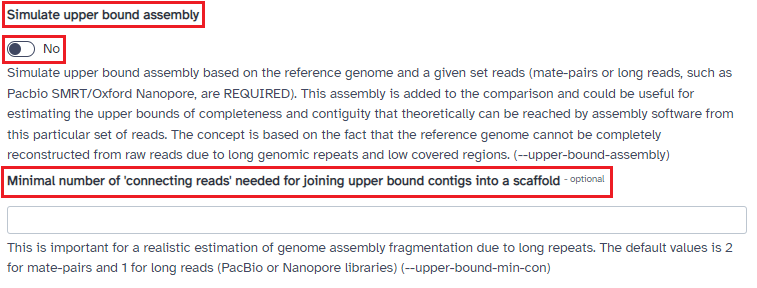 Simulate upper bound assembly
No
Simulate upper bound assembly based on the reference genome and a given set reads (mate-pairs or long reads, such as
Pacbio SMRT/Oxford Nanopore, are REQUIRED). This assembly is added to the comparison and could be useful for
estimating the upper bounds of completeness and contiguity that theoretically can be reached by assembly software from
this particular set of reads. The concept is based on the fact that the reference genome cannot be completely
reconstructed from raw reads due to long genomic repeats and low covered regions. (--upper-bound-assembly)
Minimal number of 'connecting reads' needed for joining upper bound contigs into a scaffold - optional
This is important for a realistic estimation of genome assembly fragmentation due to long repeats. The default values is 2
for mate-pairs and 1 for long reads (PacBio or Nanopore libraries) (--upper-bound-min-con)